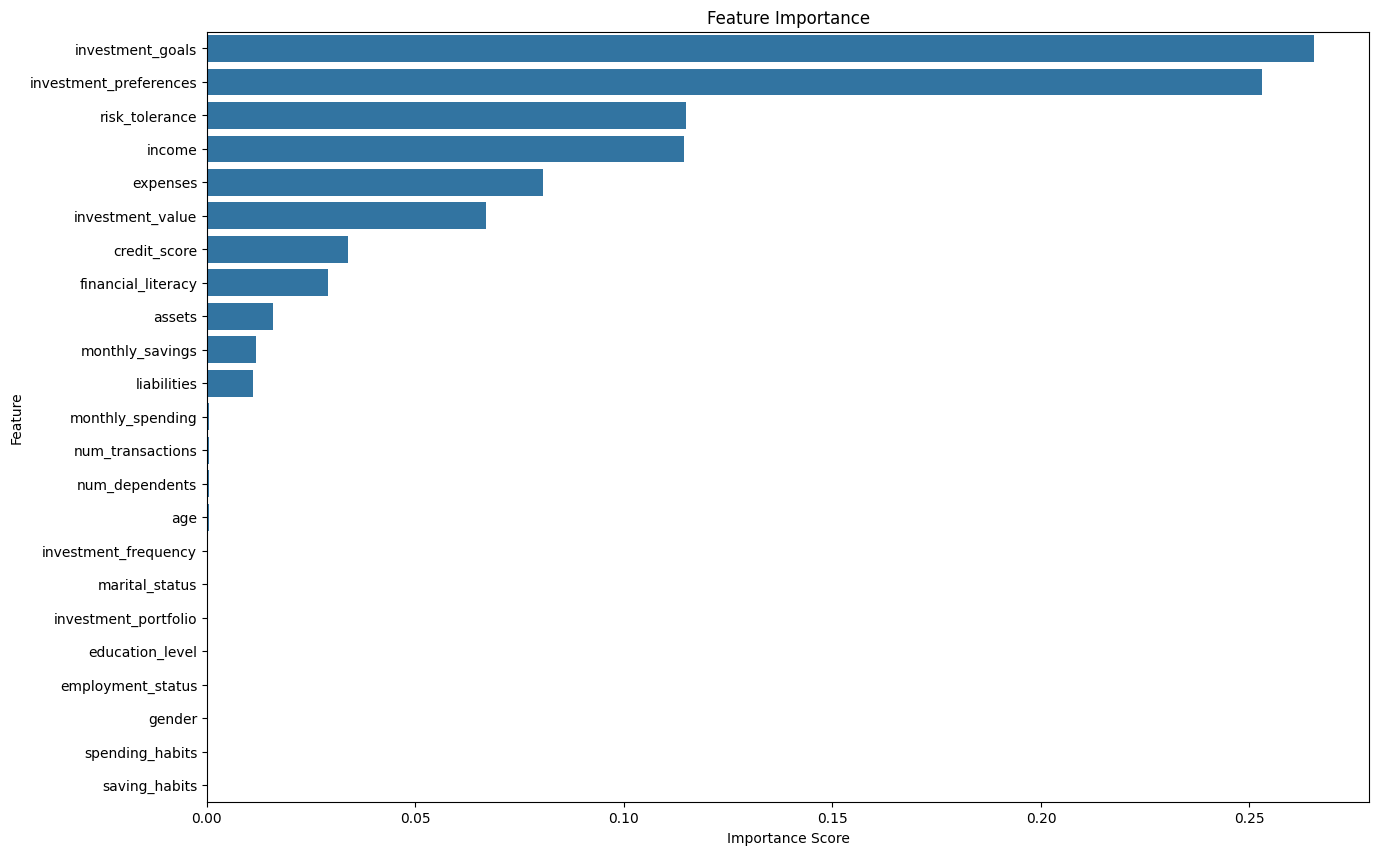 Feature Importance
investment_goals
investment_preferences
risk_tolerance
income
expenses
investment_value
credit_score
financial_literacy
assets
monthly_savings
liabilities
monthly_spending
num_transactions
num_dependents
age
investment_frequency
marital_status
investment_portfolio
education_level
employment_status
gender
spending_habits
saving_habits
Feature
0.00 0.05 0.10 0.15 0.20 0.25
Importance Score